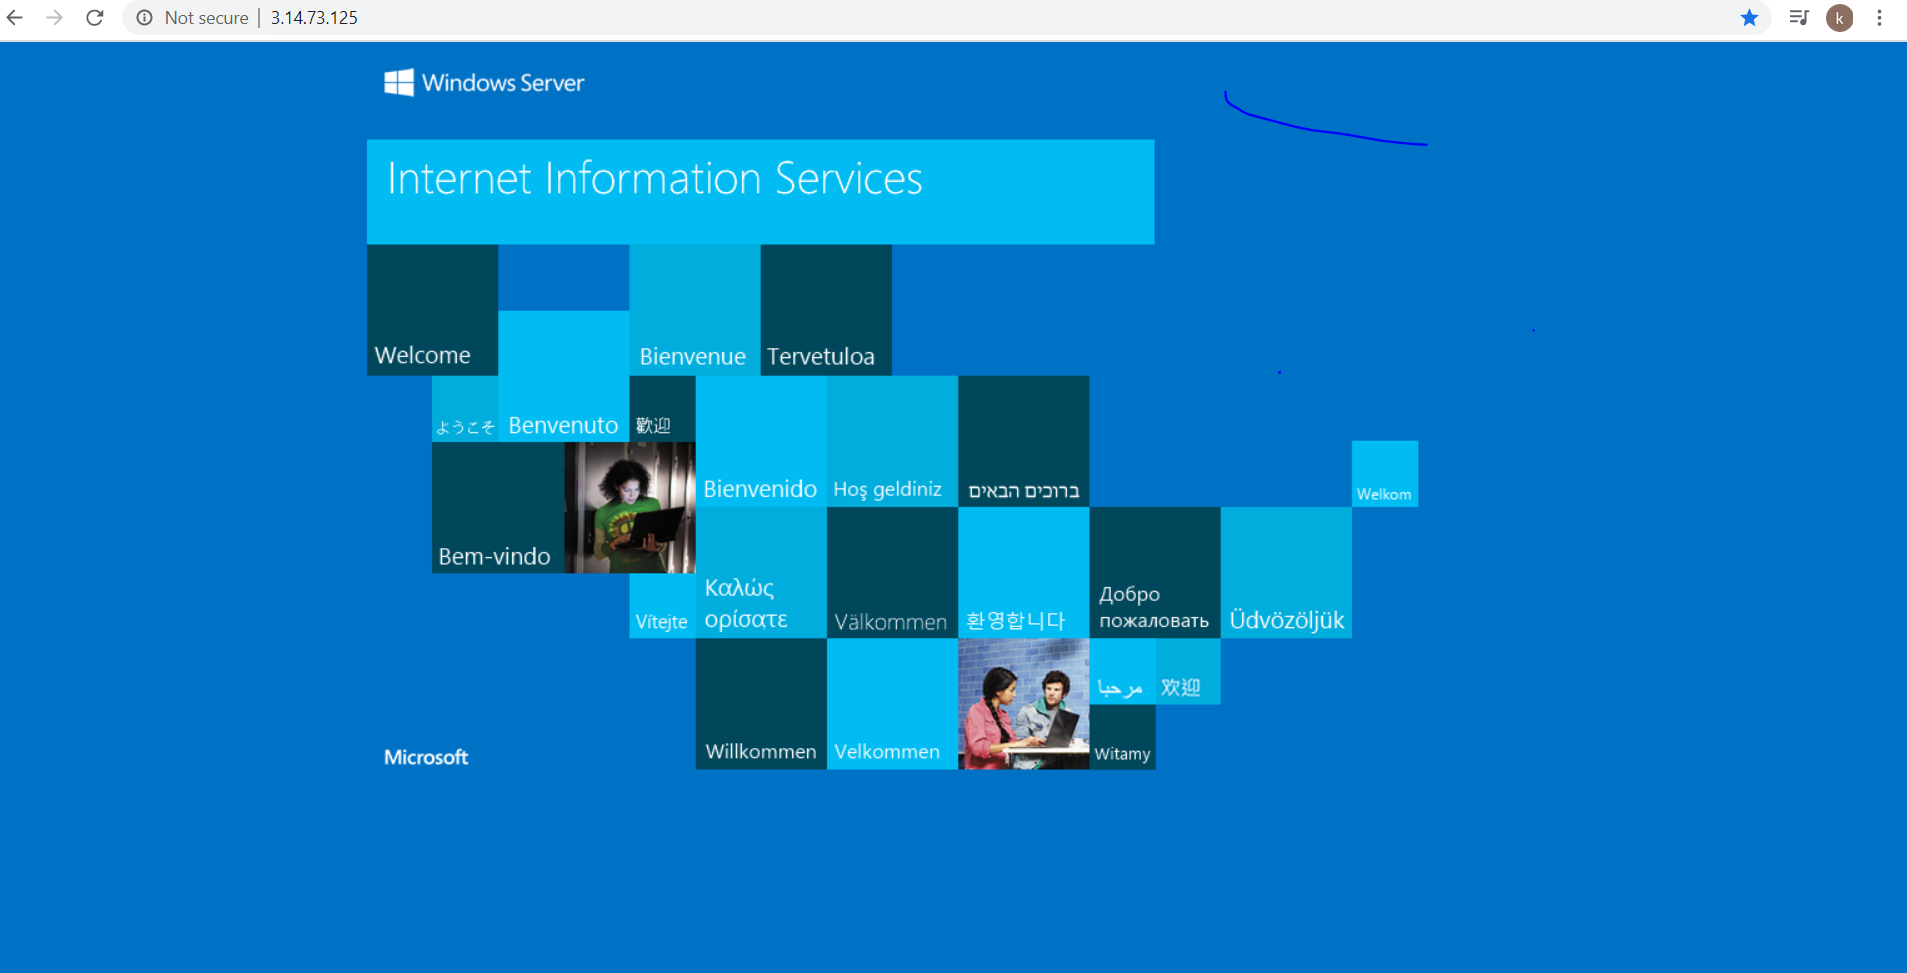 Not secure | 3.14.73.125
k
Windows Server
Internet Information Services
Welcome
Bienvenue
Tervetuloa
ようこそ
Benvenuto
歡迎
Bienvenido
Hoş geldiniz
ברוכים הבאים
Welkom
Bem-vindo
Vítejte
Καλώς
ορίσατε
Välkommen
환영합니다
Добро
пожаловать
Üdvözöljük
مرحبا
欢迎
Willkommen
Velkommen
Witamy
Microsoft